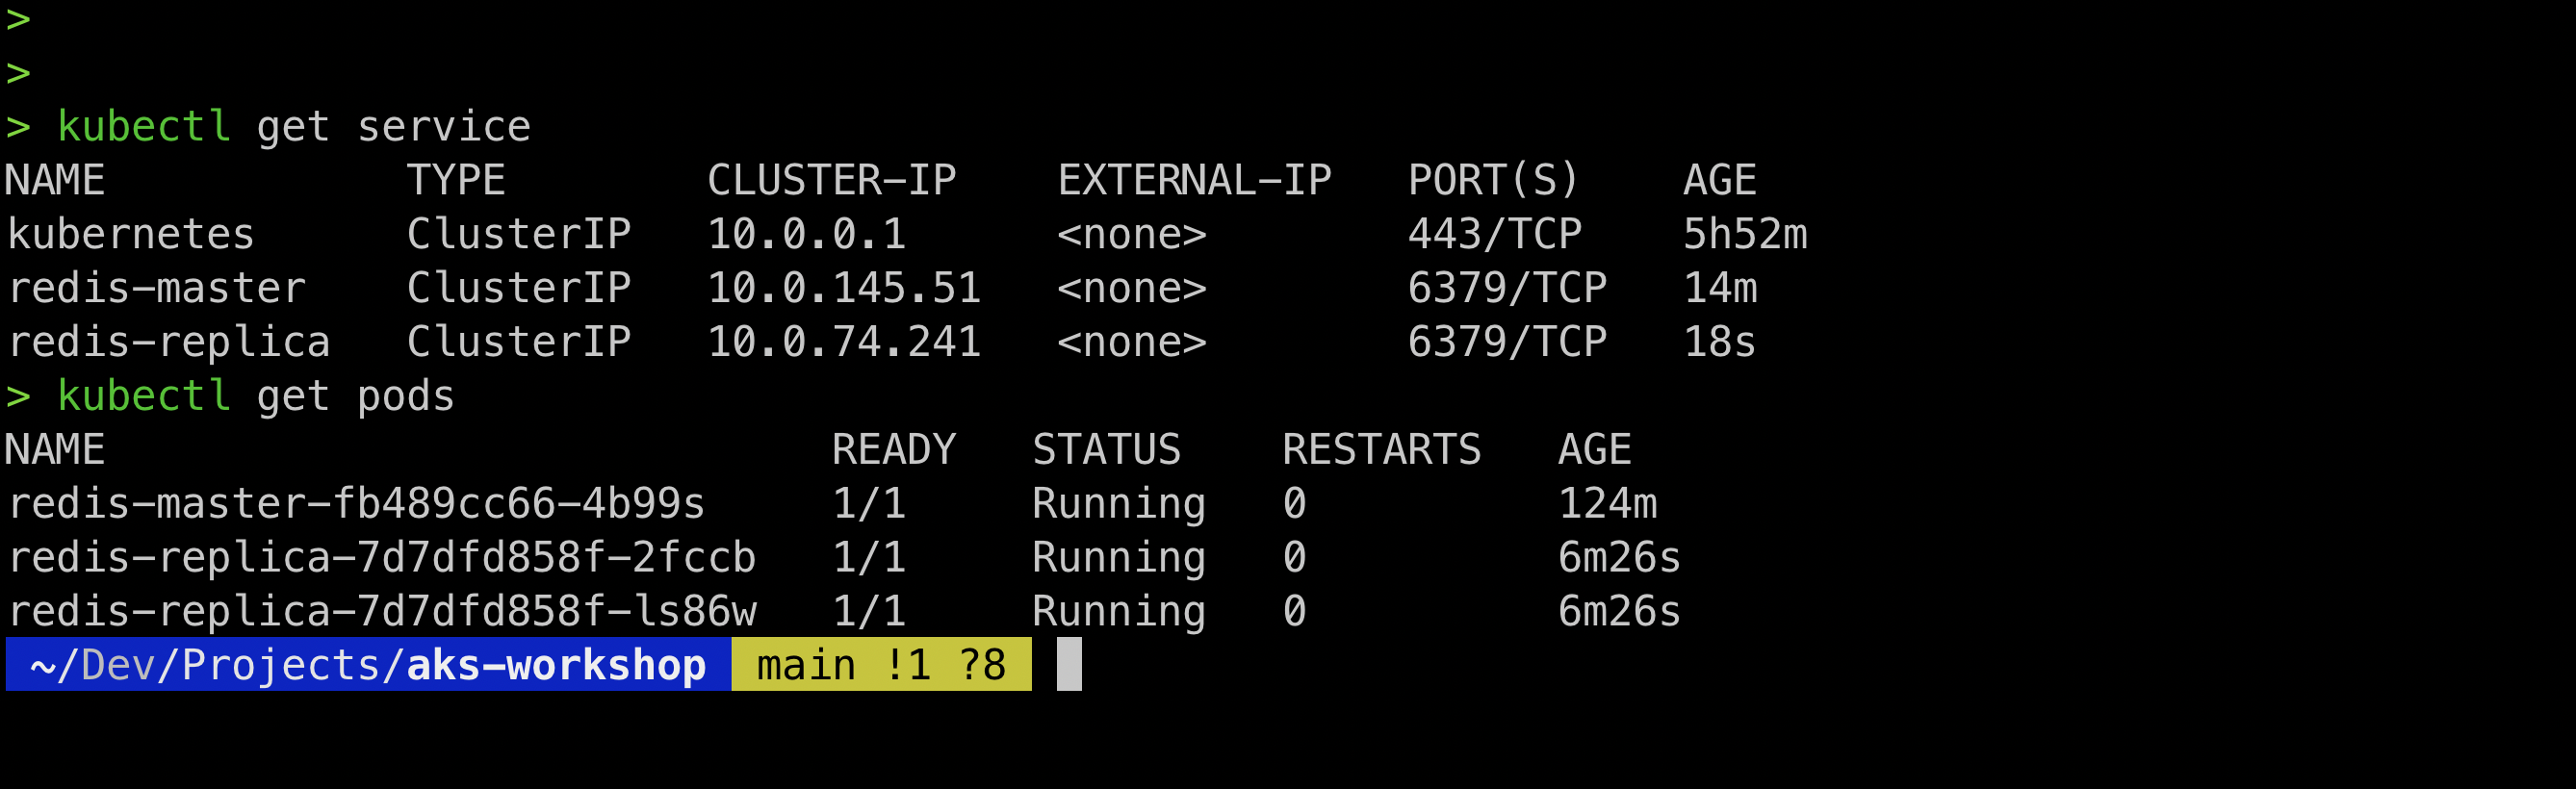 >
>
> kubectl get service
NAME            TYPE        CLUSTER-IP    EXTERNAL-IP   PORT(S)    AGE
kubernetes      ClusterIP   10.0.0.1      <none>        443/TCP    5h52m
redis-master    ClusterIP   10.0.145.51   <none>        6379/TCP   14m
redis-replica   ClusterIP   10.0.74.241   <none>        6379/TCP   18s
> kubectl get pods
NAME                             READY   STATUS    RESTARTS   AGE
redis-master-fb489cc66-4b99s     1/1     Running   0          124m
redis-replica-7d7dfd858f-2fccb   1/1     Running   0          6m26s
redis-replica-7d7dfd858f-ls86w   1/1     Running   0          6m26s
~/Dev/Projects/aks-workshop  main !1 ?8